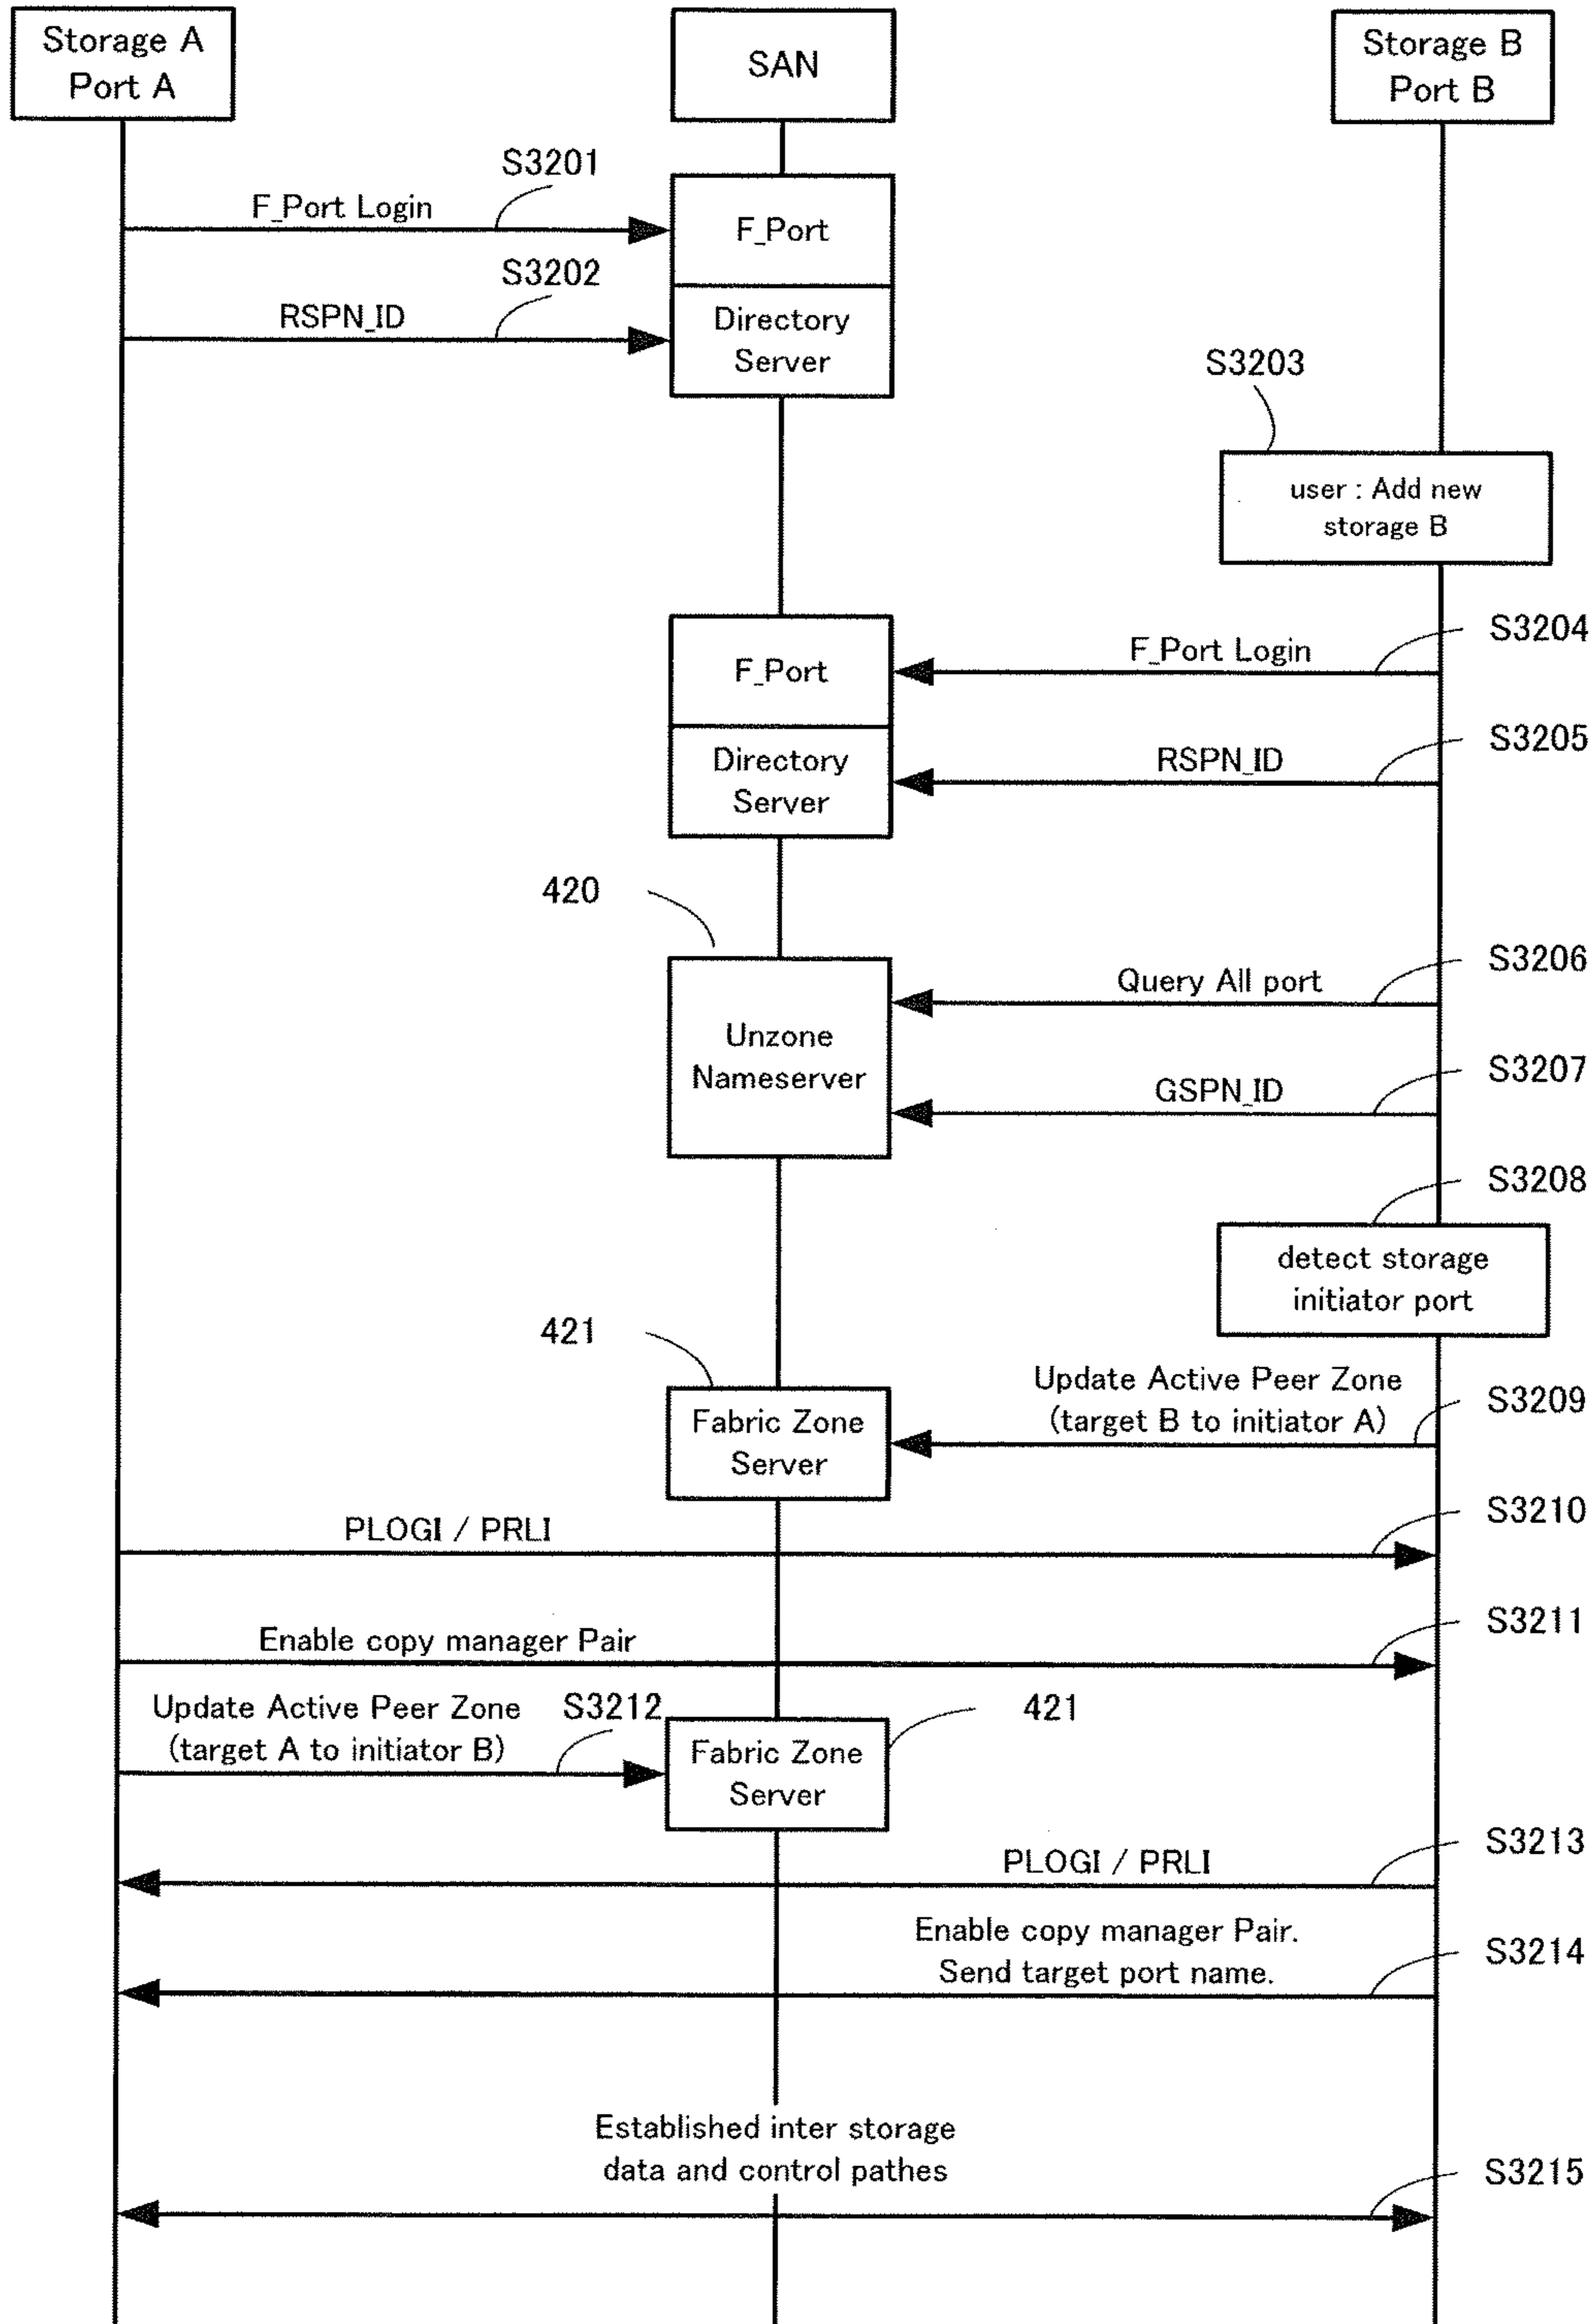 Storage A
Port A
SAN
Storage B
Port B
S3201
F_Port Login
F_Port
S3202
RSPN_ID
Directory
Server
S3203
user : Add new
storage B
S3204
F_Port Login
F_Port
S3205
RSPN_ID
Directory
Server
420
S3206
Query All port
Unzone
Nameserver
S3207
GSPN_ID
S3208
detect storage
initiator port
421
Update Active Peer Zone
(target B to initiator A)
S3209
Fabric Zone
Server
S3210
PLOGI / PRLI
S3211
Enable copy manager Pair
Update Active Peer Zone
(target A to initiator B)
S3212
421
Fabric Zone
Server
S3213
PLOGI / PRLI
Enable copy manager Pair.
Send target port name.
S3214
Established inter storage
data and control pathes
S3215